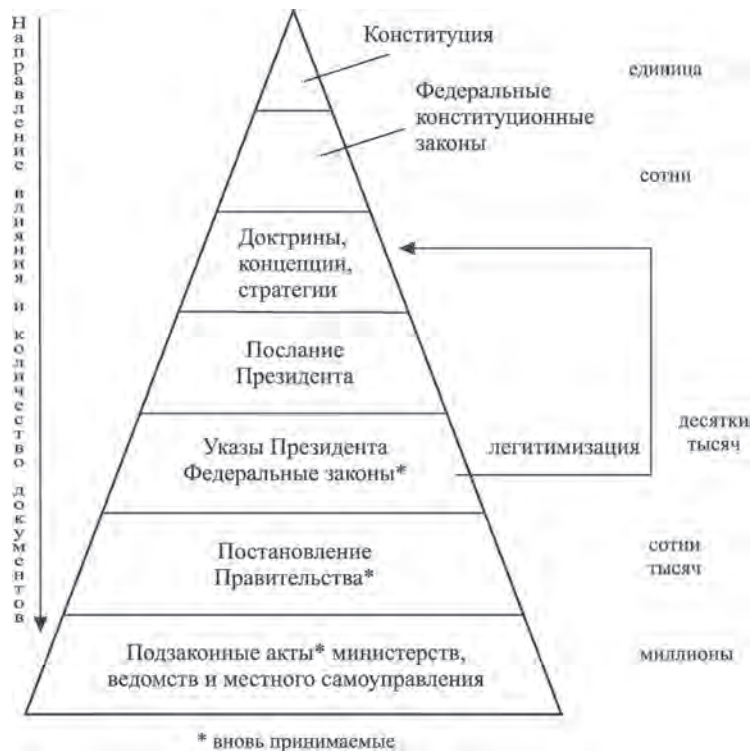 Направление влияния и количество документов
Конституция
единица
Федеральные
конституционные
законы
сотни
Доктрины,
концепции,
стратегии
Послание
Президента
Указы Президента
Федеральные законы*
легитимизация
десятки
тысяч
Постановление
Правительства*
сотни
тысяч
Подзаконные акты* министерств,
ведомств и местного самоуправления
миллионы
* вновь принимаемые